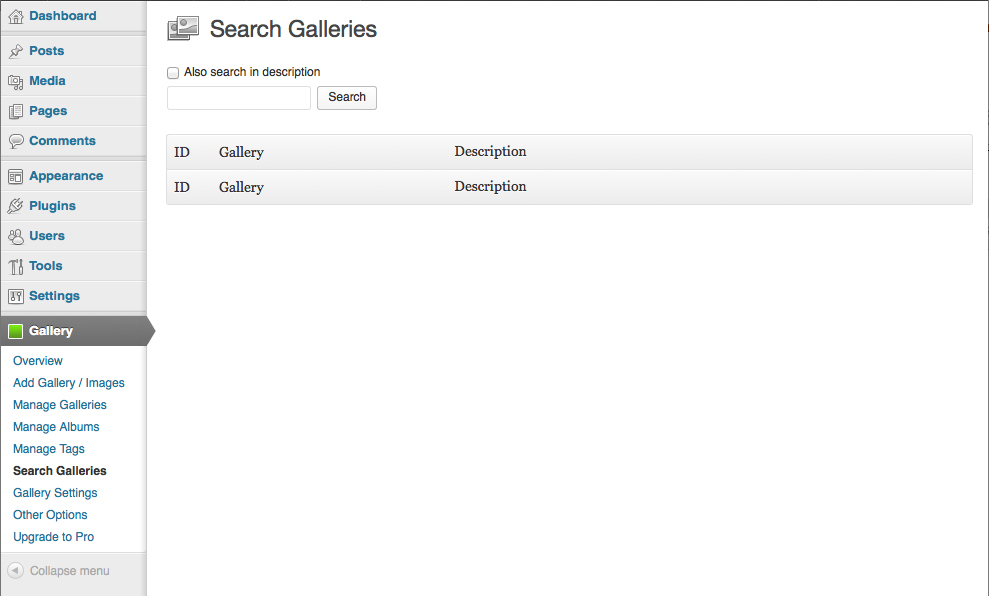 Dashboard
Posts
Media
Pages
Comments
Appearance
Plugins
Users
Tools
Settings
Gallery
Overview
Add Gallery / Images
Manage Galleries
Manage Albums
Manage Tags
Search Galleries
Gallery Settings
Other Options
Upgrade to Pro
Collapse menu
Search Galleries
Also search in description
Search
ID Gallery Description
ID Gallery Description